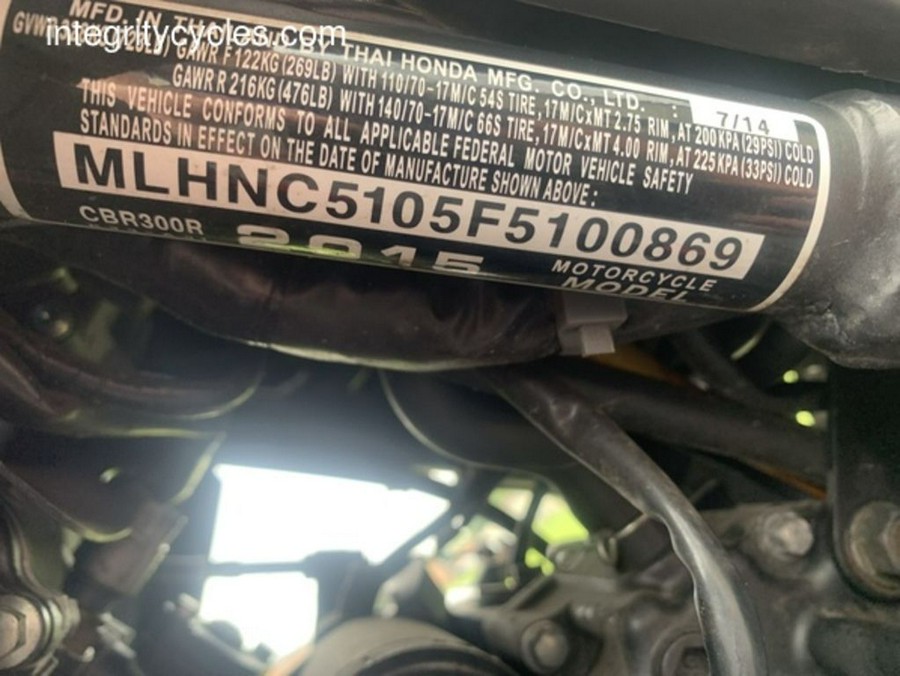 integritycycles.com
MFD. IN THAILAND BY THAI HONDA MFG. CO., LTD. : 7/14
GAWR F 122KG (269LB) WITH 110/70-17M/C 54S TIRE, 17M/CxMT 2.75 RIM, AT 200 KPA (29PSI) COLD
GAWR R 216KG (476LB) WITH 140/70-17M/C 66S TIRE, 17M/CxMT 4.00 RIM, AT 225 KPA (33PSI) COLD
THIS VEHICLE CONFORMS TO ALL APPLICABLE FEDERAL MOTOR VEHICLE SAFETY
STANDARDS IN EFFECT ON THE DATE OF MANUFACTURE SHOWN ABOVE:
MLHNC5105F5100869
CBR300R 2015 MOTORCYCLE
MODEL